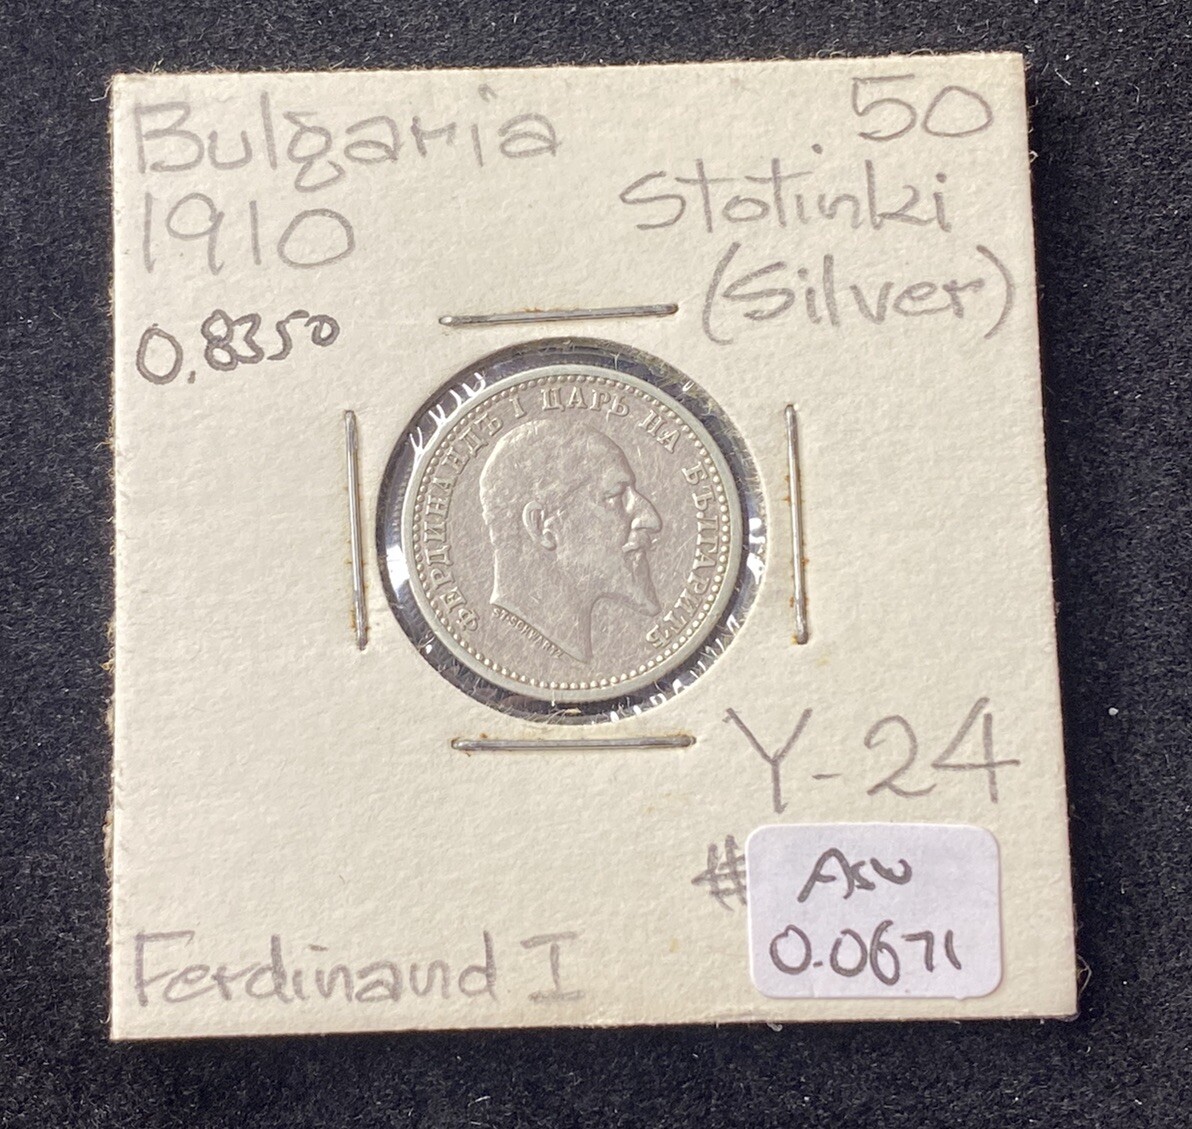 Bulgaria
1910
0.8350
50
Stotinki
(Silver)
ФЕРДИНАНДЪ I ЦАРЬ НА БЪЛГАРИТѢ
Y-24
#
ASW
0.0671
Ferdinand I